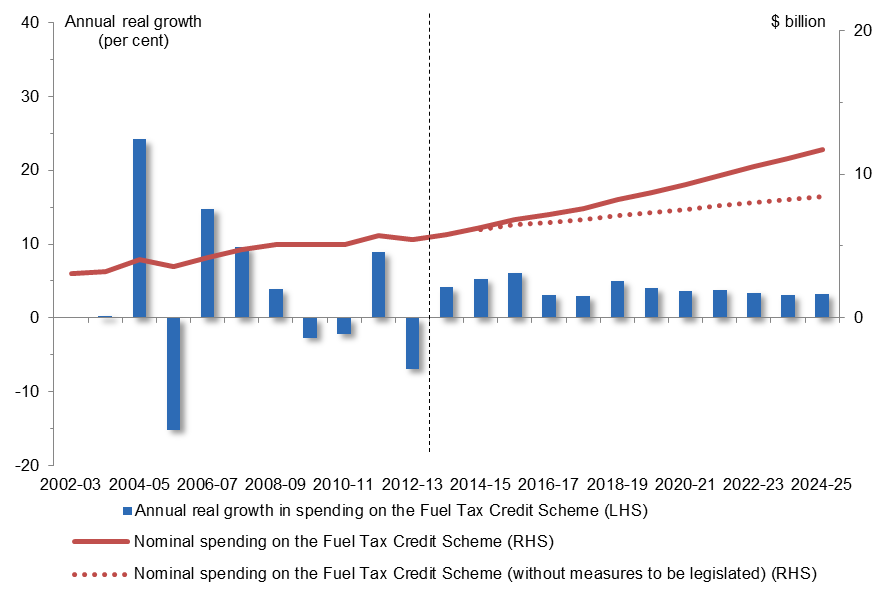 Annual real growth
(per cent)
$ billion
40
30
20
10
0
-10
-20
20
10
0
2002-03 2004-05 2006-07 2008-09 2010-11 2012-13 2014-15 2016-17 2018-19 2020-21 2022-23 2024-25
Annual real growth in spending on the Fuel Tax Credit Scheme (LHS)
Nominal spending on the Fuel Tax Credit Scheme (RHS)
Nominal spending on the Fuel Tax Credit Scheme (without measures to be legislated) (RHS)